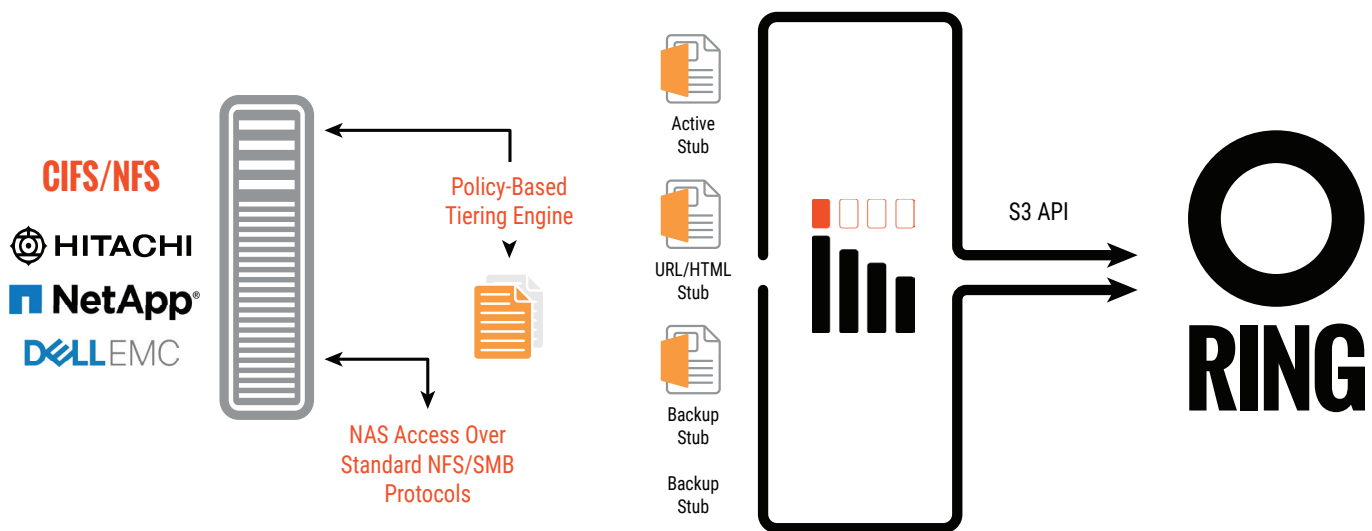 CIFS/NFS
HITACHI
NetApp®
DELLEMC
Policy-Based
Tiering Engine
NAS Access Over
Standard NFS/SMB
Protocols
Active
Stub
URL/HTML
Stub
Backup
Stub
Backup
Stub
S3 API
RING